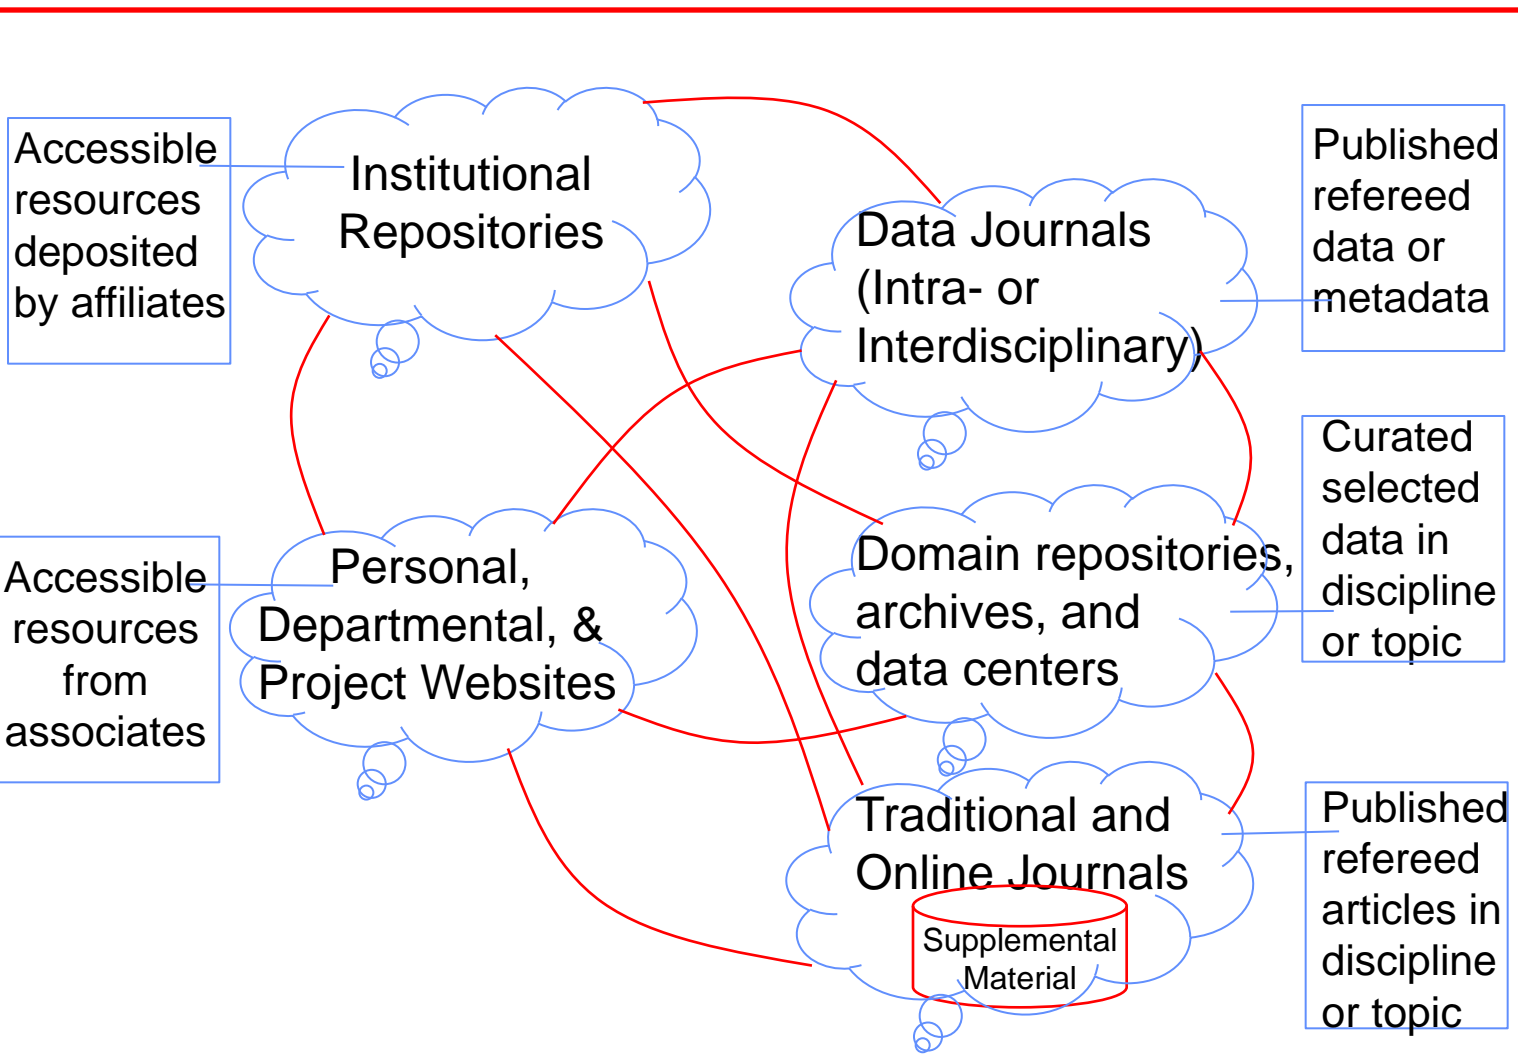 Accessible
resources
deposited
by affiliates
Institutional
Repositories
Data Journals
(Intra- or
Interdisciplinary)
Published
refereed
data or
metadata
Accessible
resources
from
associates
Personal,
Departmental, &
Project Websites
Domain repositories,
archives, and
data centers
Curated
selected
data in
discipline
or topic
Traditional and
Online Journals
Supplemental
Material
Published
refereed
articles in
discipline
or topic